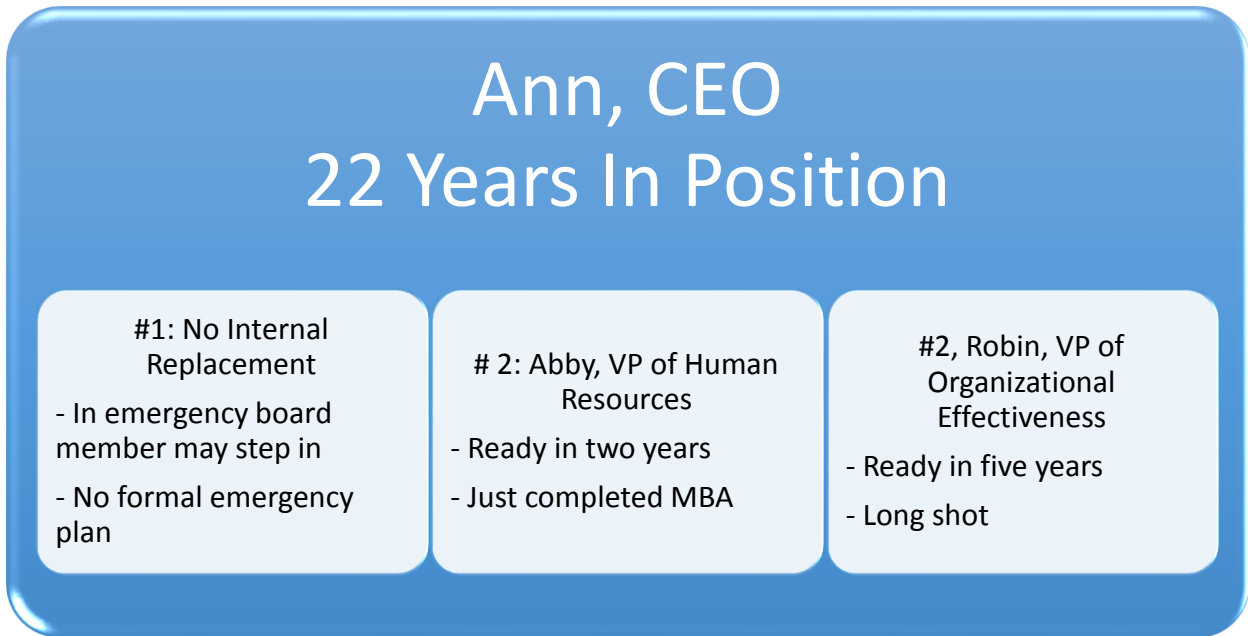 Ann, CEO
22 Years In Position
#1: No Internal
Replacement
- In emergency board
member may step in
- No formal emergency
plan
# 2: Abby, VP of Human
Resources
- Ready in two years
- Just completed MBA
#2, Robin, VP of
Organizational
Effectiveness
- Ready in five years
- Long shot